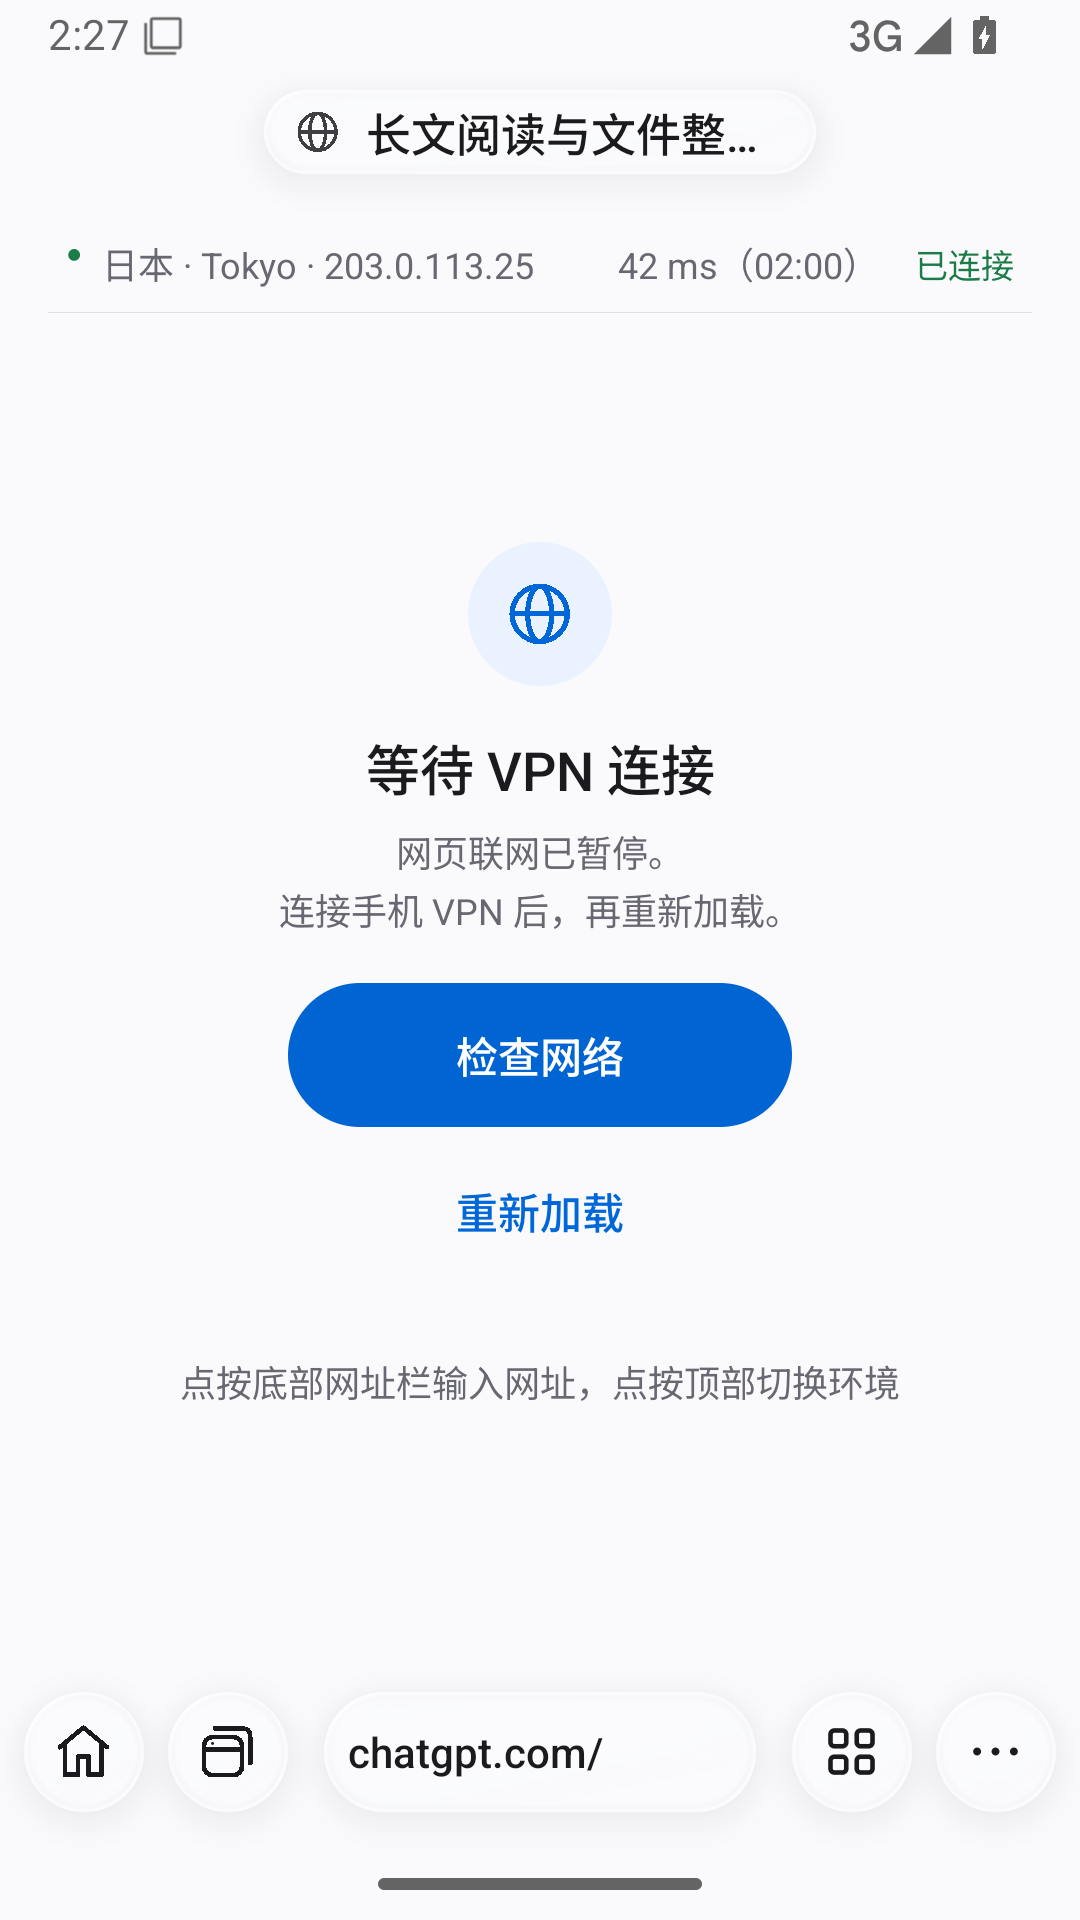 2:27
3G
长文阅读与文件整...
日本 · Tokyo · 203.0.113.25
42 ms（02:00）
已连接
等待 VPN 连接
网页联网已暂停。
连接手机 VPN 后，再重新加载。
检查网络
重新加载
点按底部网址栏输入网址，点按顶部切换环境
chatgpt.com/